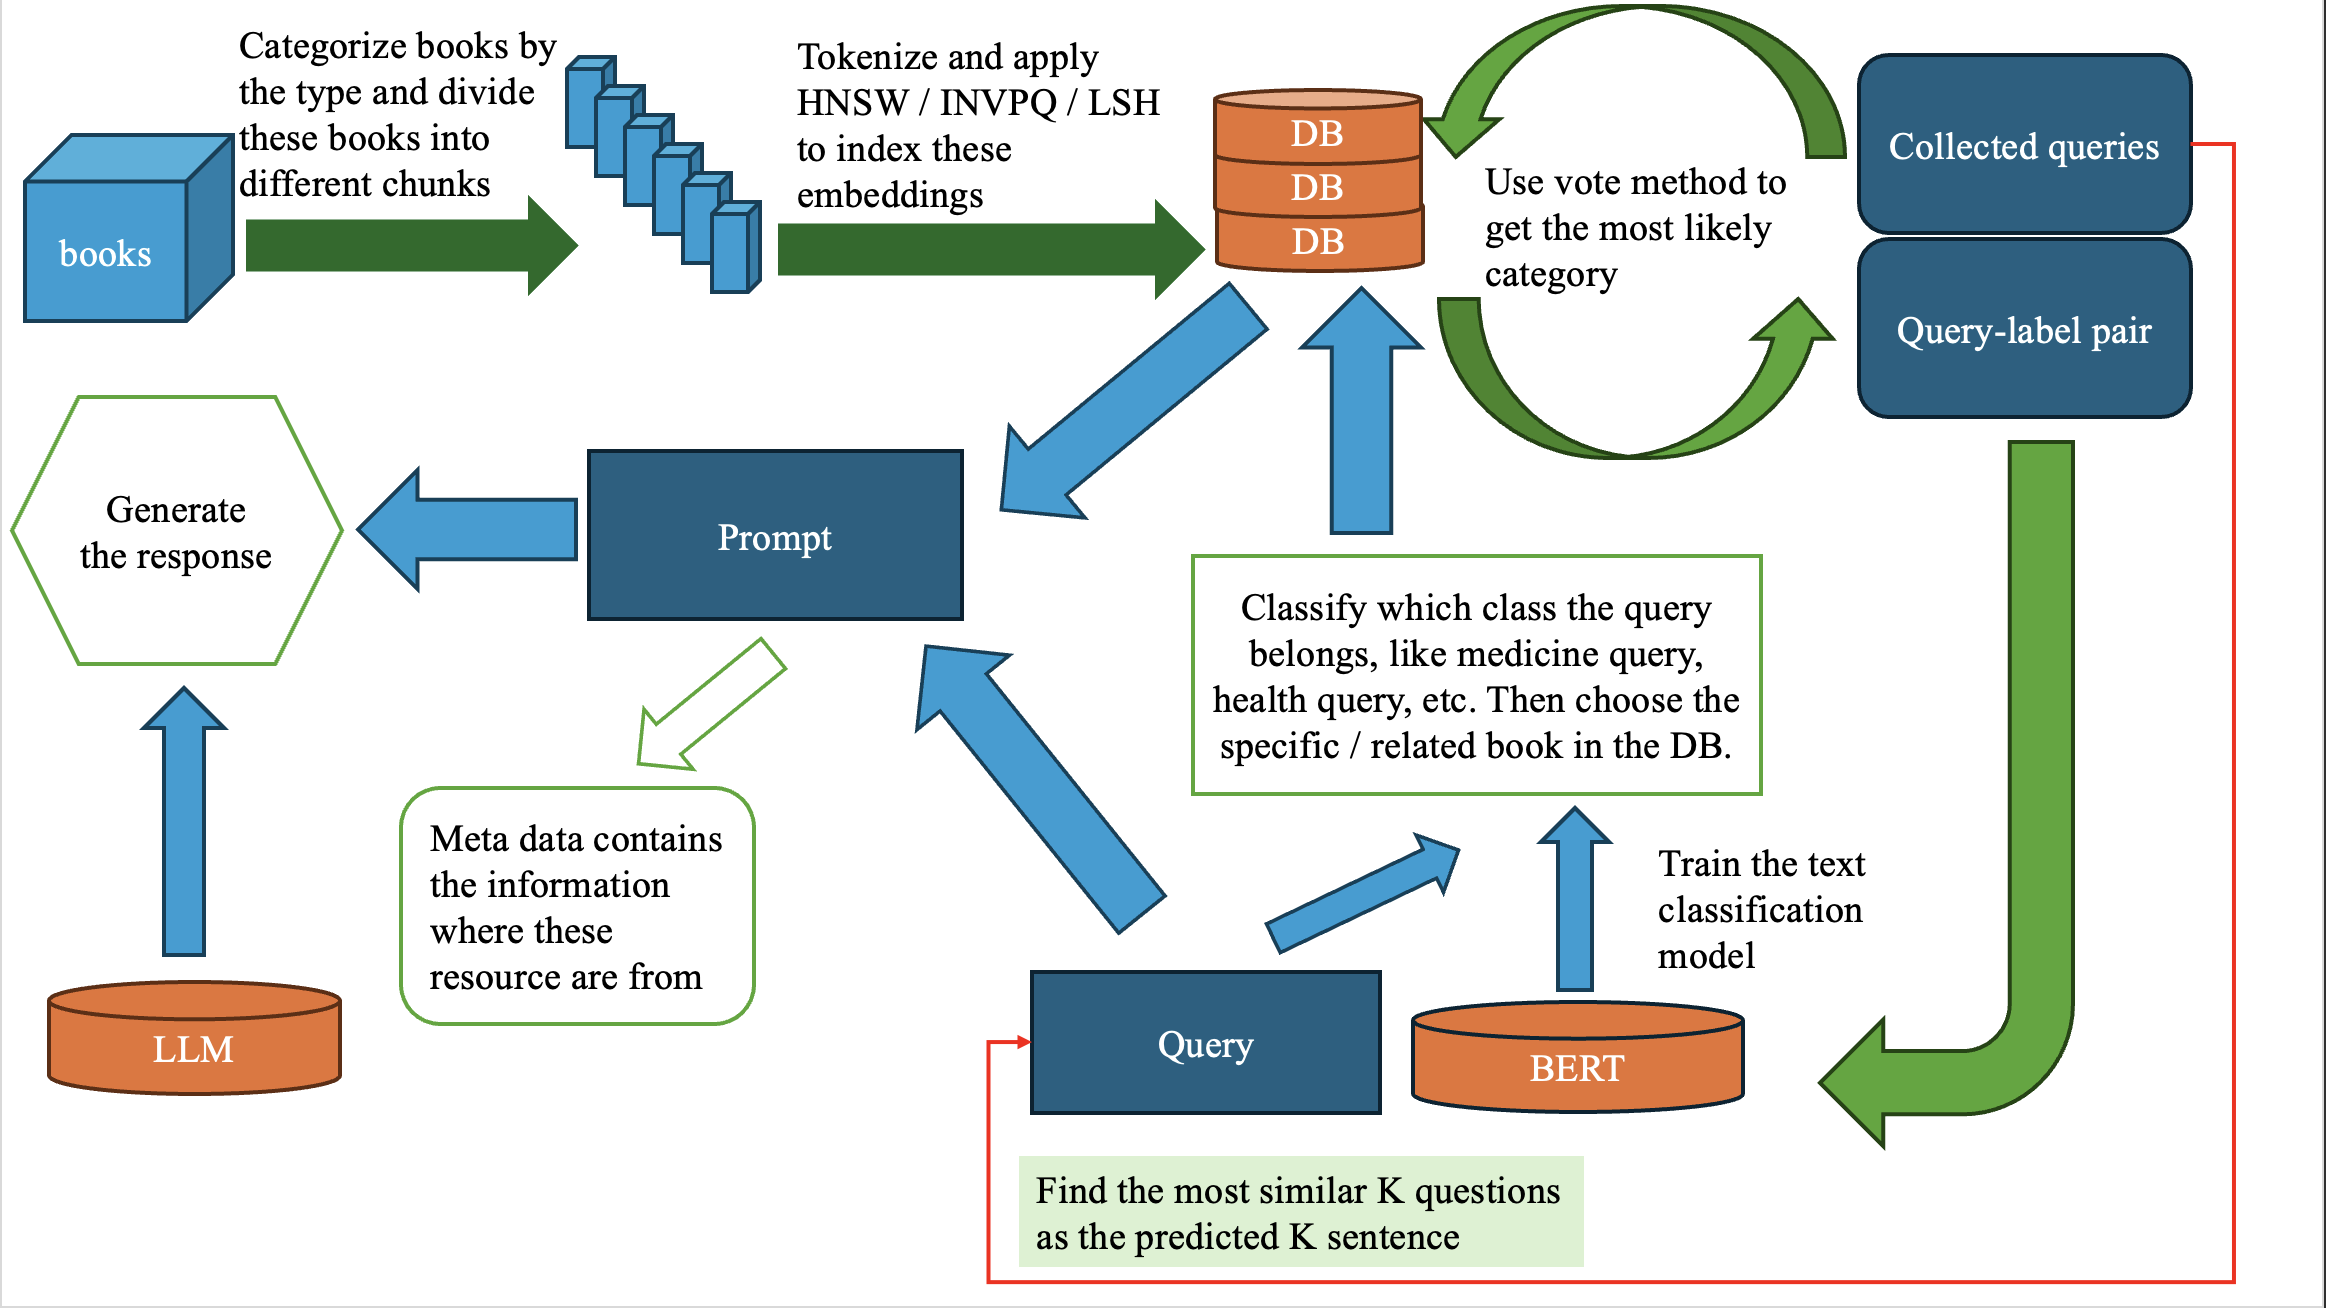 Categorize books by
the type and divide
these books into
different chunks
books
Tokenize and apply
HNSW / INVPQ / LSH
to index these
embeddings
DB
DB
DB
Use vote method to
get the most likely
category
Collected queries
Query-label pair
Generate
the response
Prompt
Classify which class the query
belongs, like medicine query,
health query, etc. Then choose the
specific / related book in the DB.
Meta data contains
the information
where these
resource are from
Train the text
classification
model
LLM
Query
BERT
Find the most similar K questions
as the predicted K sentence